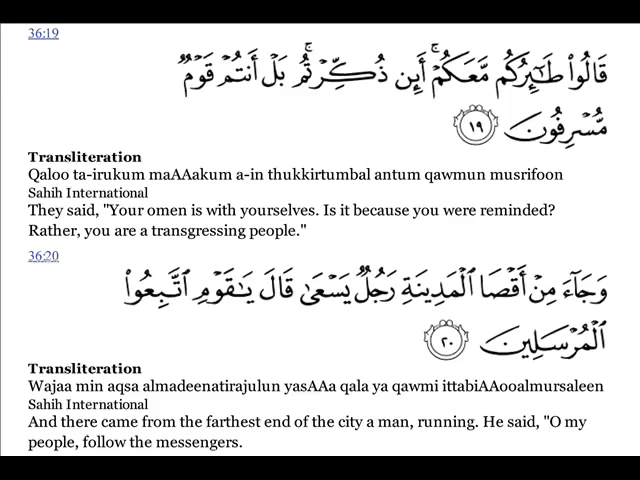 36:19
قَالُوا۟ طَـٰٓئِرُكُم مَّعَكُمْ ۚ أَئِن ذُكِّرْتُم ۚ بَلْ أَنتُمْ قَوْمٌ
مُّسْرِفُونَ ١٩
Transliteration
Qaloo ta-irukum maAAakum a-in thukkirtumbal antum qawmun musrifoon
Sahih International
They said, "Your omen is with yourselves. Is it because you were reminded?
Rather, you are a transgressing people."
36:20
وَجَآءَ مِنْ أَقْصَا ٱلْمَدِينَةِ رَجُلٌ يَسْعَىٰ قَالَ يَـٰقَوْمِ ٱتَّبِعُوا۟
ٱلْمُرْسَلِينَ ٢٠
Transliteration
Wajaa min aqsa almadeenatirajulun yasAAa qala ya qawmi ittabiAAooalmursaleen
Sahih International
And there came from the farthest end of the city a man, running. He said, "O my
people, follow the messengers.